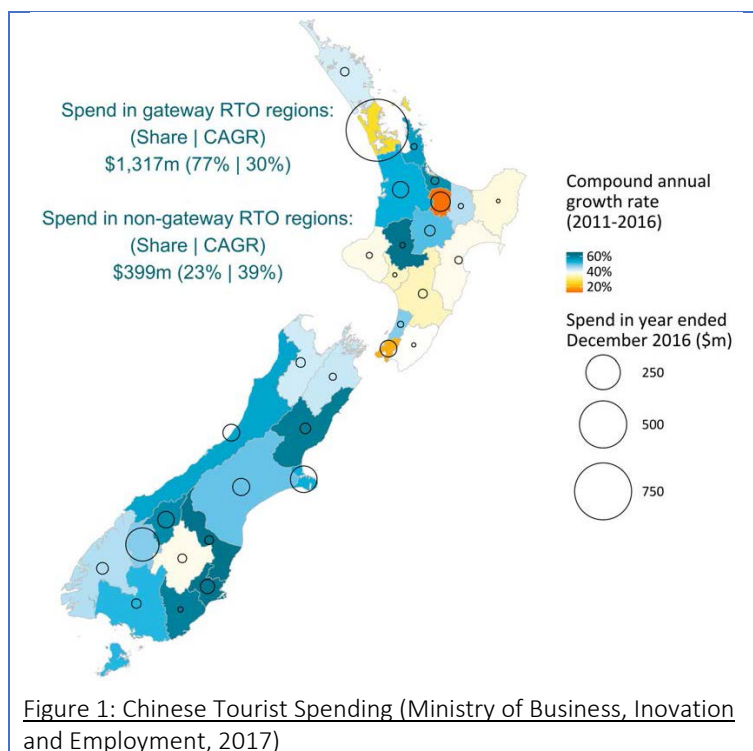 Spend in gateway RTO regions:
(Share | CAGR)
$1,317m (77% | 30%)
Spend in non-gateway RTO regions:
(Share | CAGR)
$399m (23% | 39%)
Compound annual
growth rate
(2011-2016)
60%
40%
20%
Spend in year ended
December 2016 ($m)
250
500
750
Figure 1: Chinese Tourist Spending (Ministry of Business, Inovation
and Employment, 2017)